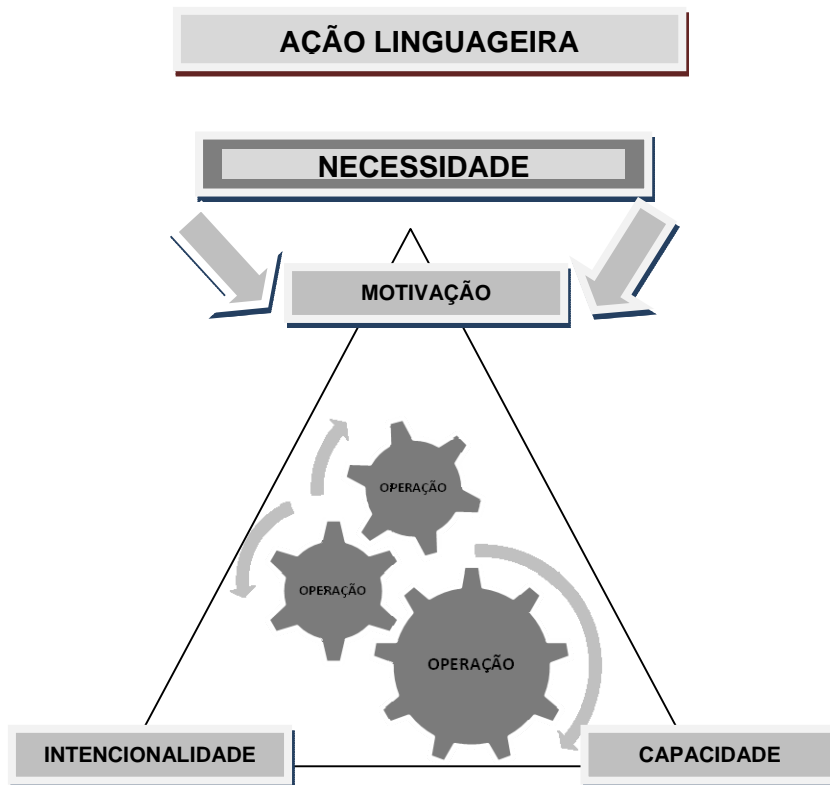 AÇÃO LINGUAGEIRA
NECESSIDADE
MOTIVAÇÃO
OPERAÇÃO
OPERAÇÃO
OPERAÇÃO
INTENCIONALIDADE
CAPACIDADE